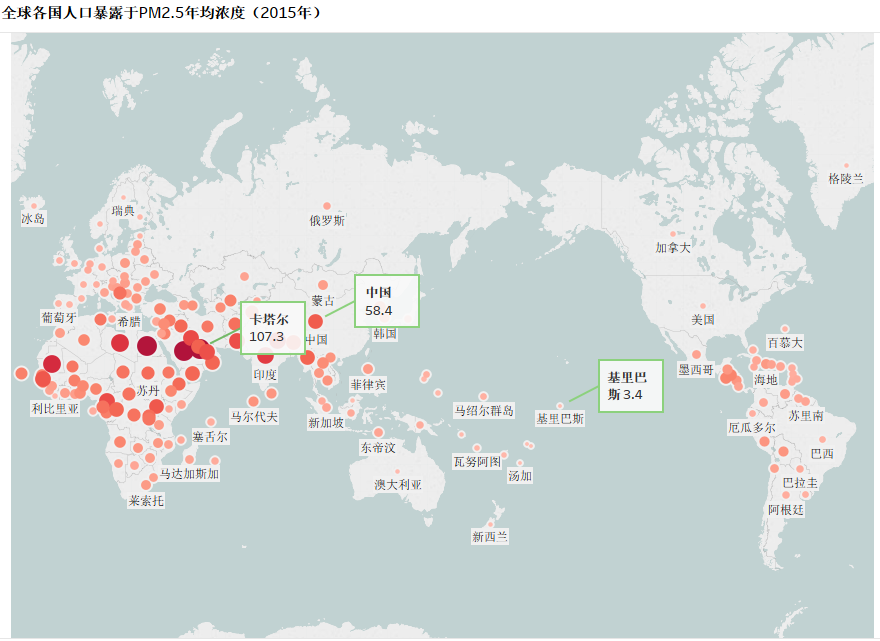 全球各国人口暴露于PM2.5年均浓度（2015年）
格陵兰
冰岛
瑞典
俄罗斯
加拿大
蒙古
中国
58.4
葡萄牙
希腊
卡塔尔
107.3
中国
韩国
美国
百慕大
印度
苏丹
菲律宾
基里巴
斯 3.4
墨西哥
海地
利比里亚
马尔代夫
新加坡
马绍尔群岛
基里巴斯
苏里南
厄瓜多尔
塞舌尔
东帝汶
瓦努阿图
汤加
巴西
马达加斯加
澳大利亚
巴拉圭
莱索托
阿根廷
新西兰